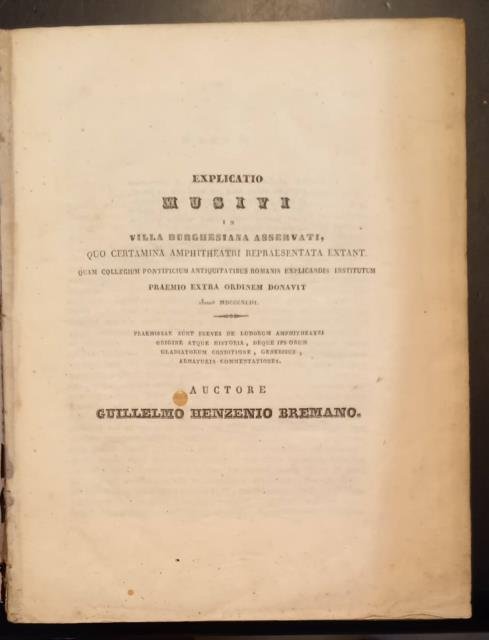 EXPLICATIO
MUSIVI
IN
VILLA BURGHESIANA ASSERVATI,
QUO CERTAMINA AMPHITHEATRI REPRAESENTATA EXTANT
QUAM COLLEGIUM PONTIFICIUM ANTIQUITATIBUS ROMANIS EXPLICANDIS INSTITUTUM
PRAEMIO EXTRA ORDINEM DONAVIT
Anno MDCCCXLIII.
PRAEMISSAE SUNT BREVES DE LUDORUM AMPHITHEATRI
ORIGINE ATQUE HISTORIA, DEQUE IPSORUM
GLADIATORUM CONDITIONE, GENERIBUS,
ARMATURIS COMMENTATIONES.
AUCTORE
GUILLELMO HENZENIO BREMANO.